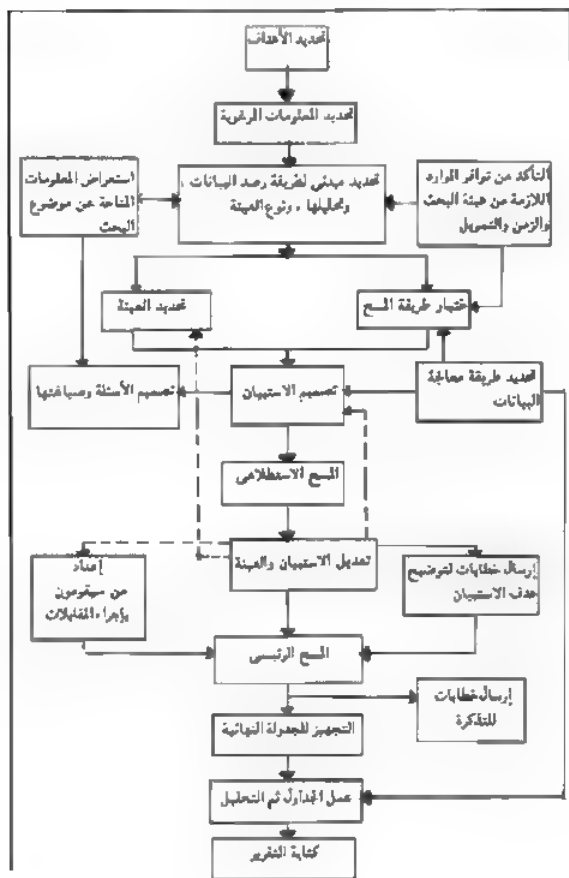 تحديد الأهداف
تحديد المعلومات المرغوبة
استعراض المعلومات
المتاحة عن موضوع
البحث
تحديد مبدئي لطريقة رصد البيانات ،
وتحليلها ، ونوع العينة
التأكد من توافر الموارد
اللازمة من هيئة البحث
والزمن والتمويل
تحديد العينة
اختيار طريقة المسح
تصميم الأسئلة وصياغتها
تصميم الاستبيان
تحديد طريقة معالجة
البيانات
المسح الاستطلاعى
إعداد
من سيقومون
بإجراء المقابلات
تعديل الاستبيان والعينة
إرسال خطابات لتوضيح
هدف الاستبيان
المسح الرئيسى
إرسال خطابات
للتذكرة
التجهيز للجدولة النهائية
عمل الجداول ثم التحليل
كتابة التقرير